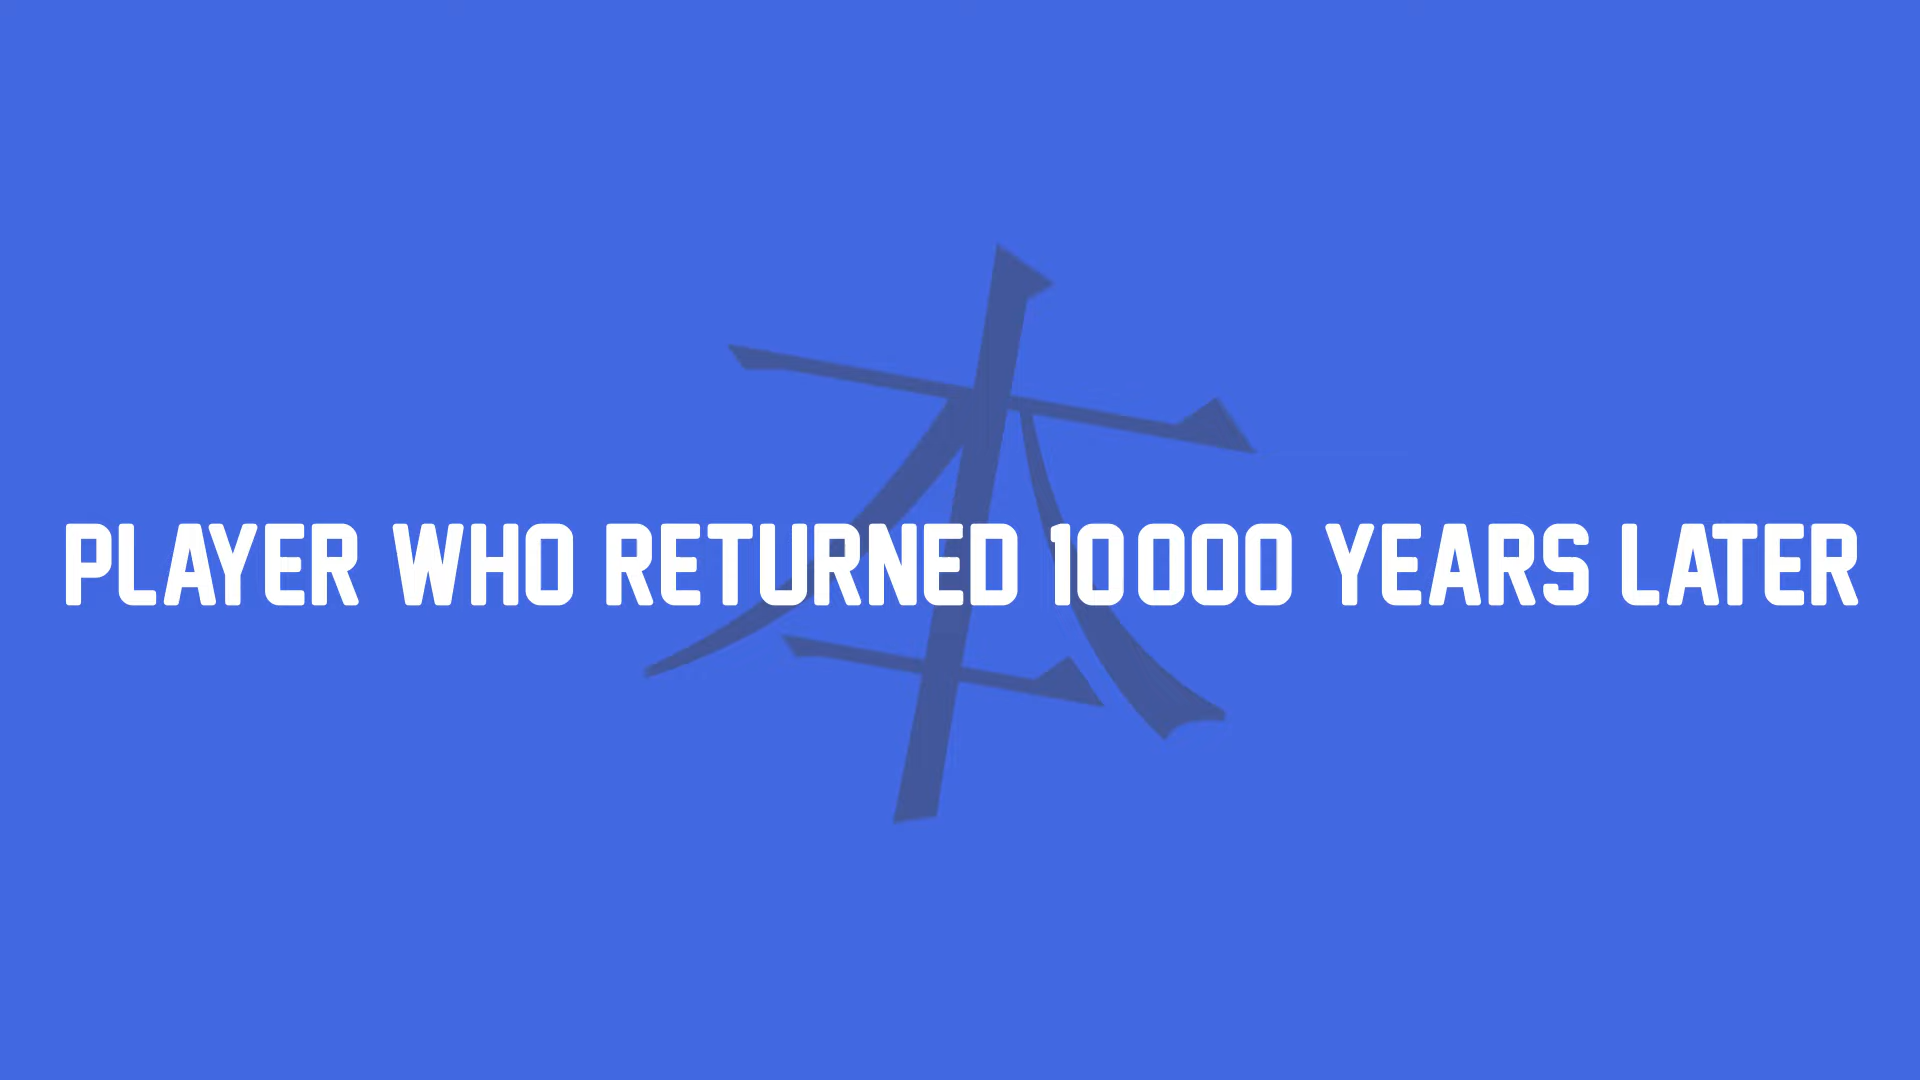 本
PLAYER WHO RETURNED 10000 YEARS LATER